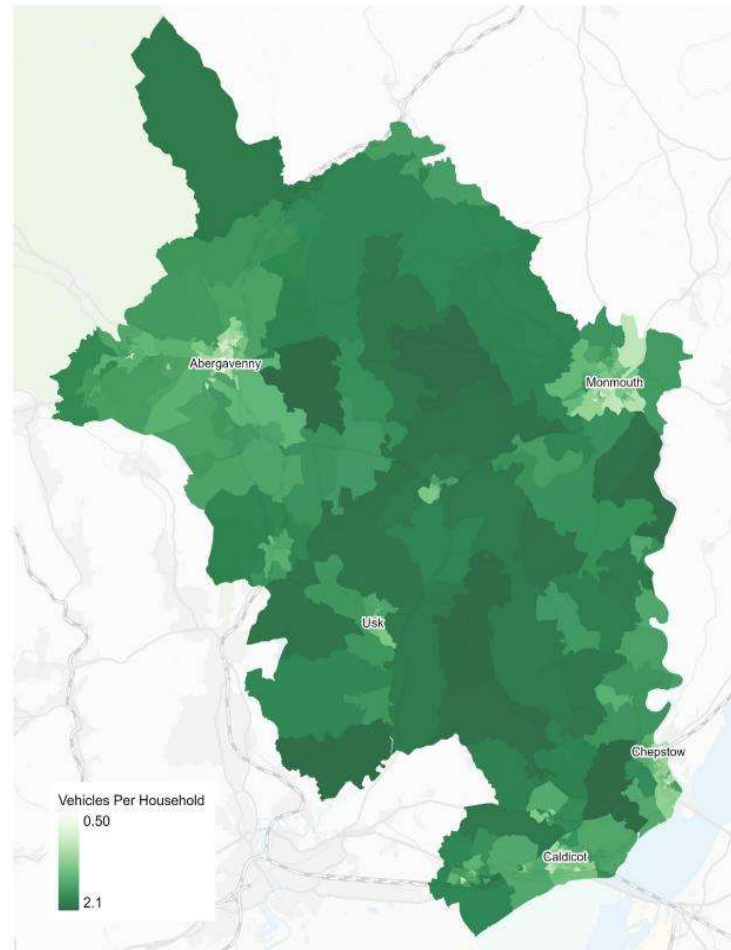 Abergavenny
Monmouth
Usk
Chepstow
Caldicot
Vehicles Per Household
0.50
2.1